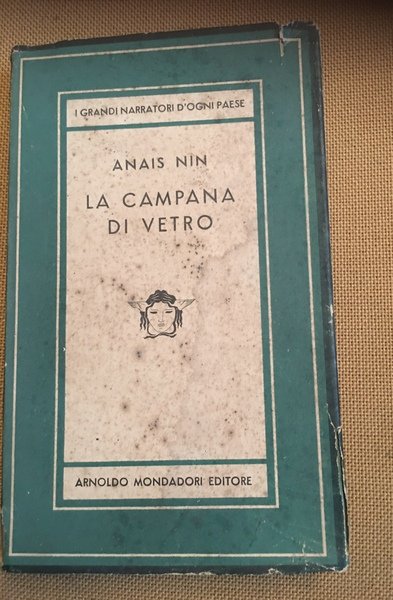 I GRANDI NARRATORI D'OGNI PAESE
ANAIS NIN
LA CAMPANA
DI VETRO
ARNOLDO MONDADORI EDITORE